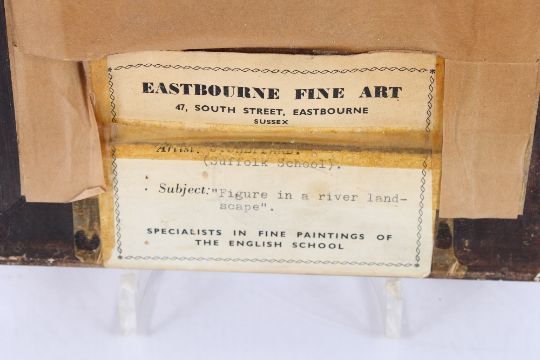 EASTBOURNE FINE ART
47, SOUTH STREET, EASTBOURNE
SUSSEX
Artist:
(Suffolk School).
Subject: "Figure in a river land-
scape".
SPECIALISTS IN FINE PAINTINGS OF
THE ENGLISH SCHOOL